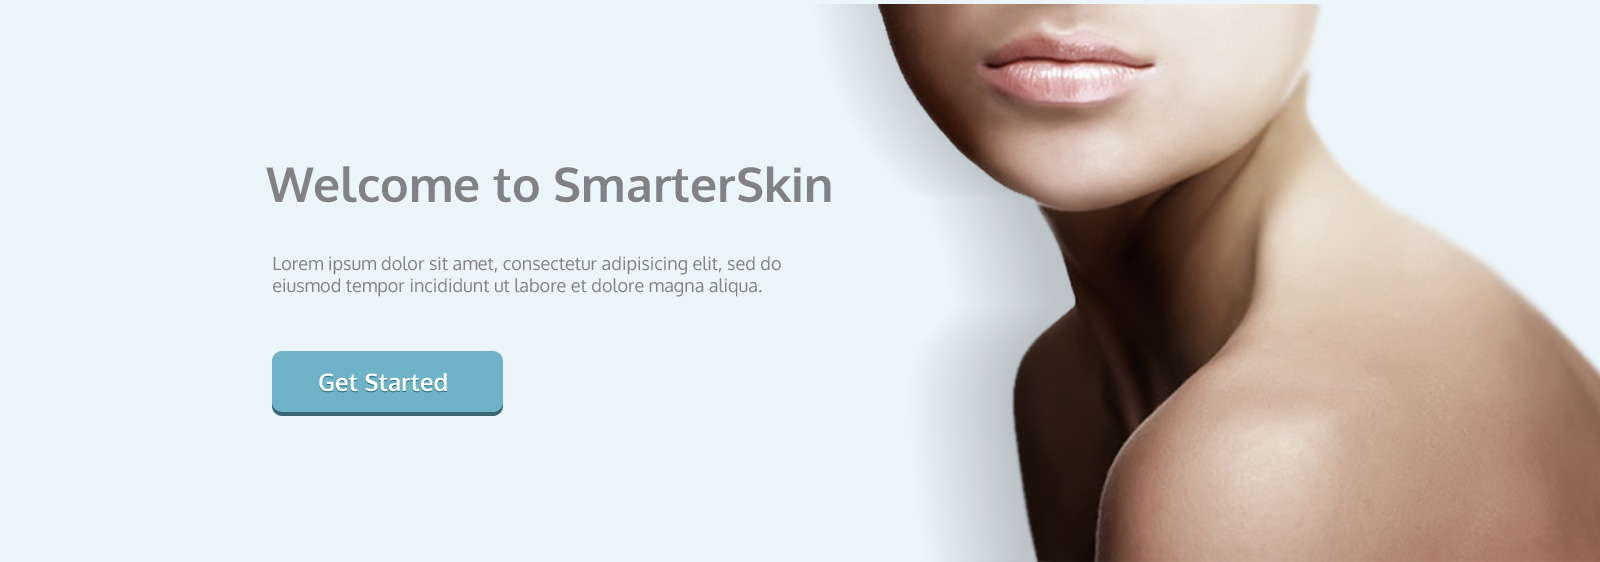 Welcome to SmarterSkin
Lorem ipsum dolor sit amet, consectetur adipisicing elit, sed do
eiusmod tempor incididunt ut labore et dolore magna aliqua.
Get Started